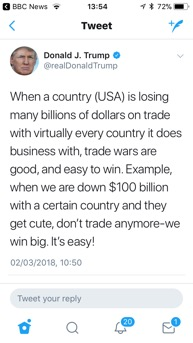 BBC News
13:54
72%
Tweet
Donald J. Trump
@realDonaldTrump
When a country (USA) is losing
many billions of dollars on trade
with virtually every country it does
business with, trade wars are
good, and easy to win. Example,
when we are down $100 billion
with a certain country and they
get cute, don't trade anymore-we
win big. It's easy!
02/03/2018, 10:50
Tweet your reply
20
1